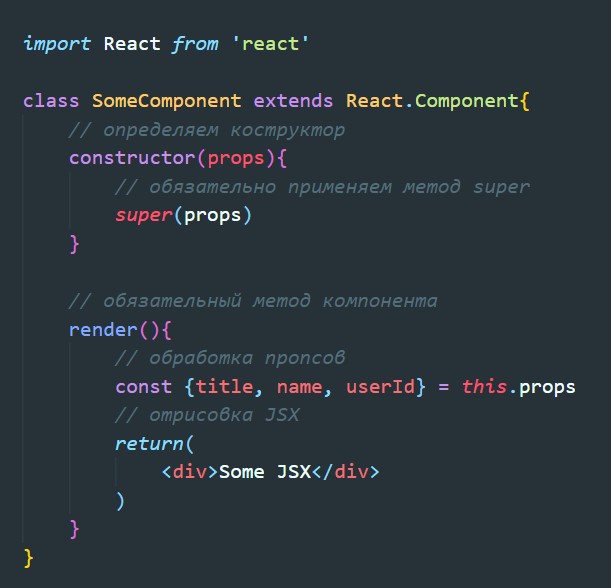 import React from 'react'
class SomeComponent extends React.Component{
// определяем коструктор
constructor(props){
// обязательно применяем метод super
super(props)
}
// обязательный метод компонента
render(){
// обработка пропсов
const {title, name, userId} = this.props
// отрисовка JSX
return(
<div>Some JSX</div>
)
}
}